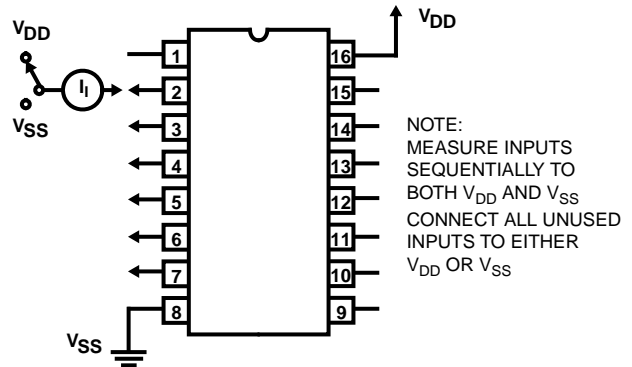 VDD
VSS
II
1
2
3
4
5
6
7
8
VSS
16
15
14
13
12
11
10
9
VDD
NOTE:
MEASURE INPUTS
SEQUENTIALLY TO
BOTH VDD AND VSS
CONNECT ALL UNUSED
INPUTS TO EITHER
VDD OR VSS